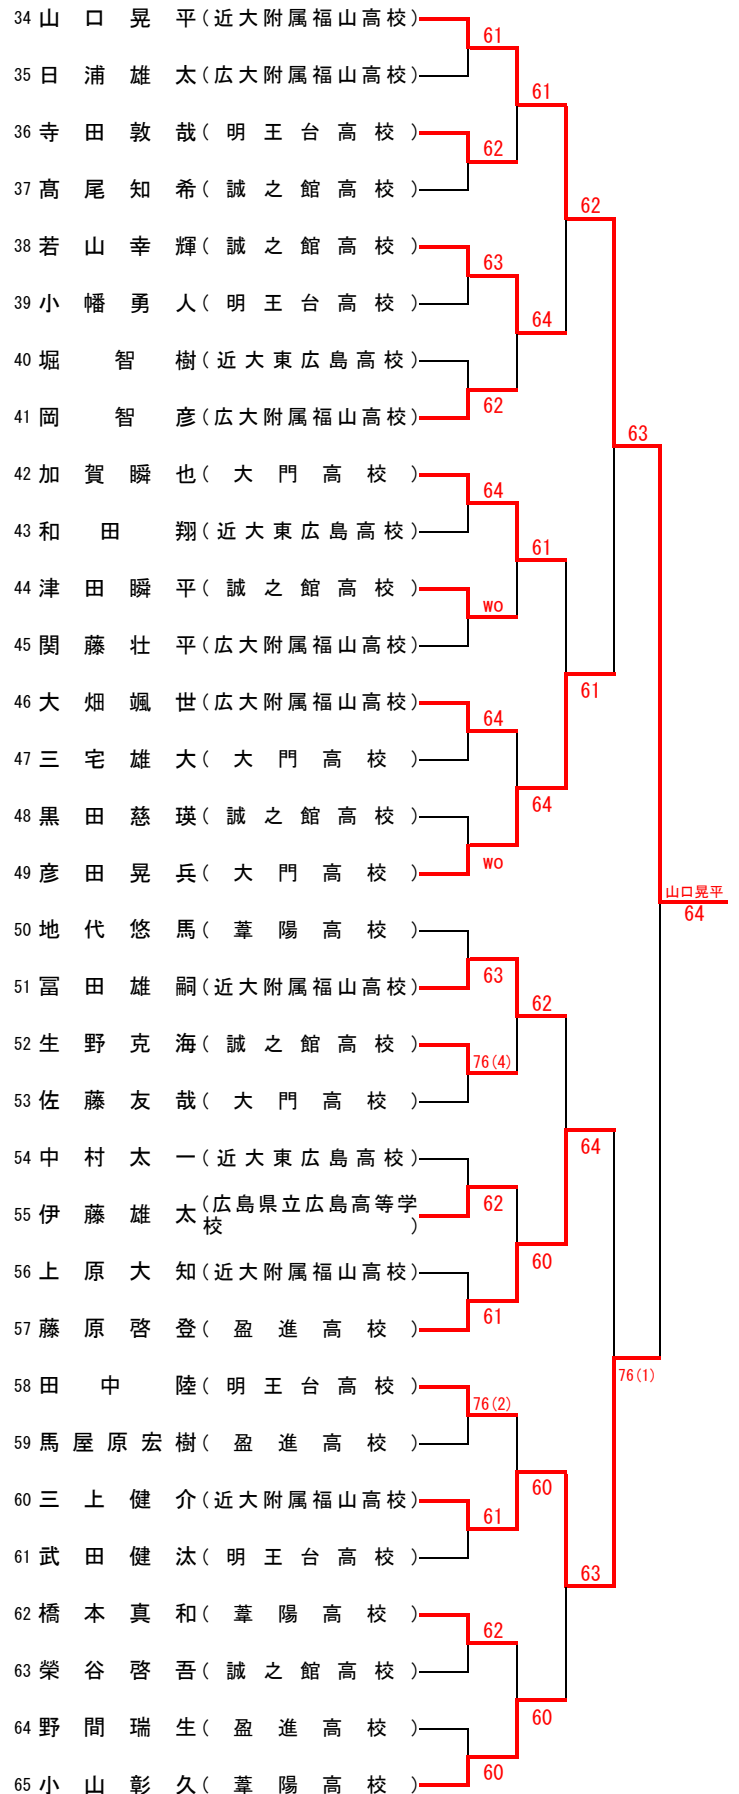 34 山口晃平(近大附属福山高校)
61
35 日浦雄太(広大附属福山高校)
61
36 寺田敦哉(明王台高校)
62
37 髙尾知希(誠之館高校)
62
38 若山幸輝(誠之館高校)
63
39 小幡勇人(明王台高校)
64
40 堀智樹(近大東広島高校)
62
41 岡智彦(広大附属福山高校)
63
42 加賀瞬也(大門高校)
64
43 和田翔(近大東広島高校)
61
44 津田瞬平(誠之館高校)
wo
45 関藤壮平(広大附属福山高校)
61
46 大畑颯世(広大附属福山高校)
64
47 三宅雄大(大門高校)
64
48 黒田慈瑛(誠之館高校)
wo
49 彦田晃兵(大門高校)
山口晃平
64
50 地代悠馬(葦陽高校)
63
51 冨田雄嗣(近大附属福山高校)
62
52 生野克海(誠之館高校)
76(4)
53 佐藤友哉(大門高校)
64
54 中村太一(近大東広島高校)
62
55 伊藤雄太(広島県立広島高等学
校)
60
56 上原大知(近大附属福山高校)
61
57 藤原啓登(盈進高校)
76(1)
58 田中陸(明王台高校)
76(2)
59 馬屋原宏樹(盈進高校)
60
60 三上健介(近大附属福山高校)
61
61 武田健汰(明王台高校)
63
62 橋本真和(葦陽高校)
62
63 榮谷啓吾(誠之館高校)
60
64 野間瑞生(盈進高校)
60
65 小山彰久(葦陽高校)